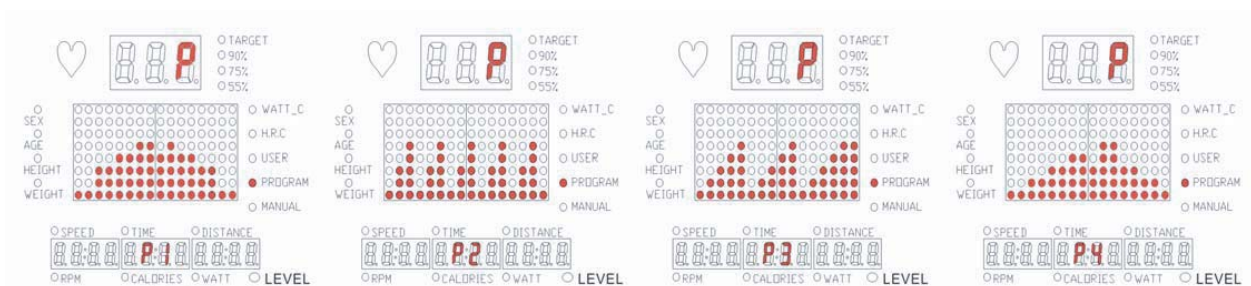 P
TARGET
90%
75%
55%
SEX
AGE
HEIGHT
WEIGHT
WATT_C
H.R.C
USER
PROGRAM
MANUAL
SPEED TIME DISTANCE
P1
RPM CALORIES WATT LEVEL
P
TARGET
90%
75%
55%
SEX
AGE
HEIGHT
WEIGHT
WATT_C
H.R.C
USER
PROGRAM
MANUAL
SPEED TIME DISTANCE
P2
RPM CALORIES WATT LEVEL
P
TARGET
90%
75%
55%
SEX
AGE
HEIGHT
WEIGHT
WATT_C
H.R.C
USER
PROGRAM
MANUAL
SPEED TIME DISTANCE
P3
RPM CALORIES WATT LEVEL
P
TARGET
90%
75%
55%
SEX
AGE
HEIGHT
WEIGHT
WATT_C
H.R.C
USER
PROGRAM
MANUAL
SPEED TIME DISTANCE
P4
RPM CALORIES WATT LEVEL